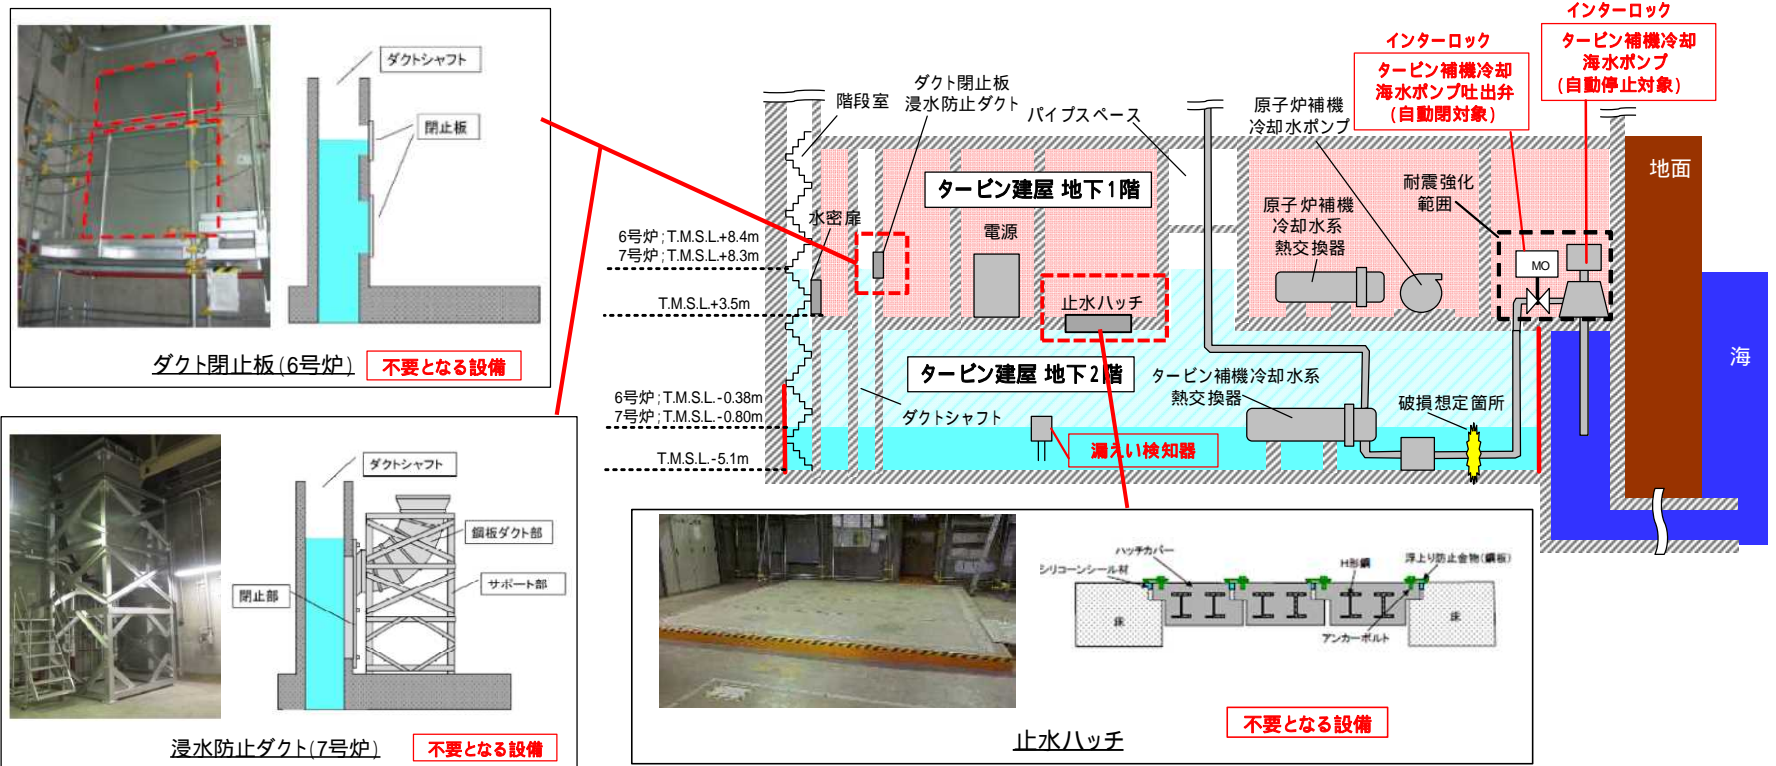 ダクトシャフト
閉止板
ダクト閉止板(6号炉)
不要となる設備
ダクトシャフト
鋼板ダクト部
サポート部
閉止部
浸水防止ダクト(7号炉)
不要となる設備
インターロック
タービン補機冷却
海水ポンプ
(自動停止対象)
インターロック
タービン補機冷却
海水ポンプ吐出弁
(自動閉対象)
階段室
ダクト閉止板
浸水防止ダクト
パイプスペース
原子炉補機
冷却水ポンプ
タービン建屋 地下1階
耐震強化
範囲
地面
水密扉
電源
原子炉補機
冷却水系
熱交換器
MO
6号炉;T.M.S.L.+8.4m
7号炉;T.M.S.L.+8.3m
T.M.S.L.+3.5m
止水ハッチ
海
タービン建屋 地下2階
タービン補機冷却水系
熱交換器
6号炉;T.M.S.L.-0.38m
7号炉;T.M.S.L.-0.80m
ダクトシャフト
破損想定箇所
漏えい検知器
T.M.S.L.-5.1m
ハッチカバー
シリコーンシール材
H形鋼
浮上り防止金物(鋼板)
床
床
アンカーボルト
止水ハッチ
不要となる設備